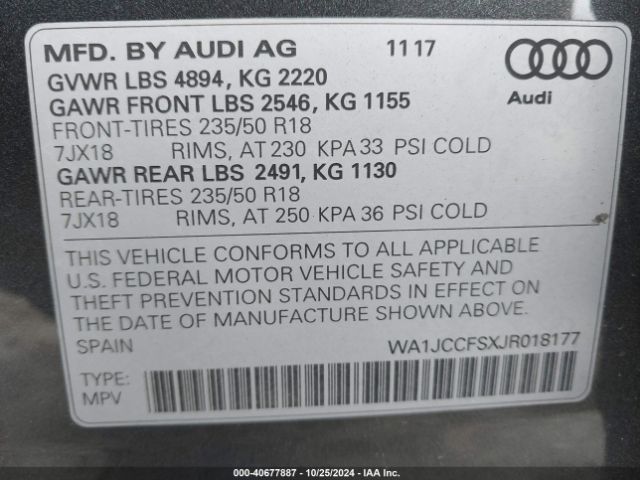 MFD. BY AUDI AG 11 17
GVWR LBS 4894, KG 2220
GAWR FRONT LBS 2546, KG 1155
Audi
FRONT-TIRES 235/50 R18
7JX18 RIMS, AT 230 KPA 33 PSI COLD
GAWR REAR LBS 2491, KG 1130
REAR-TIRES 235/50 R18
7JX18 RIMS, AT 250 KPA 36 PSI COLD
THIS VEHICLE CONFORMS TO ALL APPLICABLE
U.S. FEDERAL MOTOR VEHICLE SAFETY AND
THEFT PREVENTION STANDARDS IN EFFECT ON
THE DATE OF MANUFACTURE SHOWN ABOVE.
SPAIN WA1JCCFSXJR018177
TYPE:
MPV
000-40677887 - 10/25/2024 - IAA Inc.